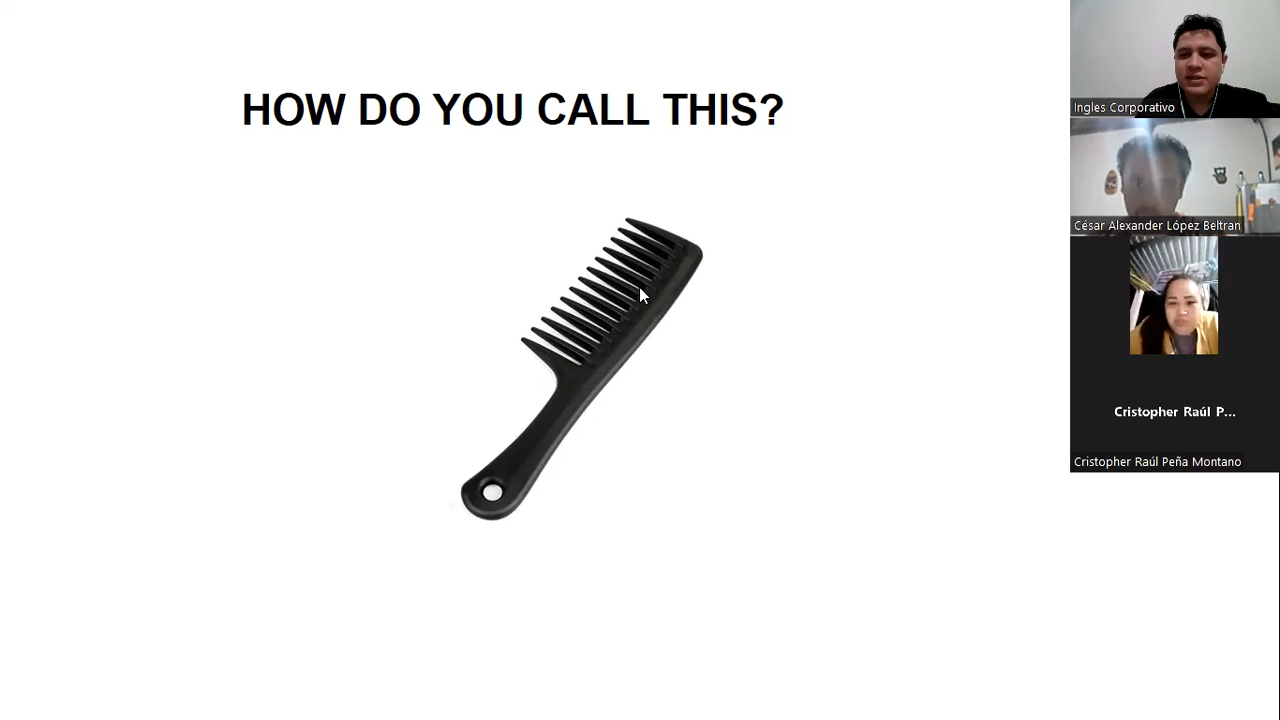 HOW DO YOU CALL THIS?
Ingles Corporativo
César Alexander López Beltran
Cristopher Raúl P...
Cristopher Raúl Peña Montano